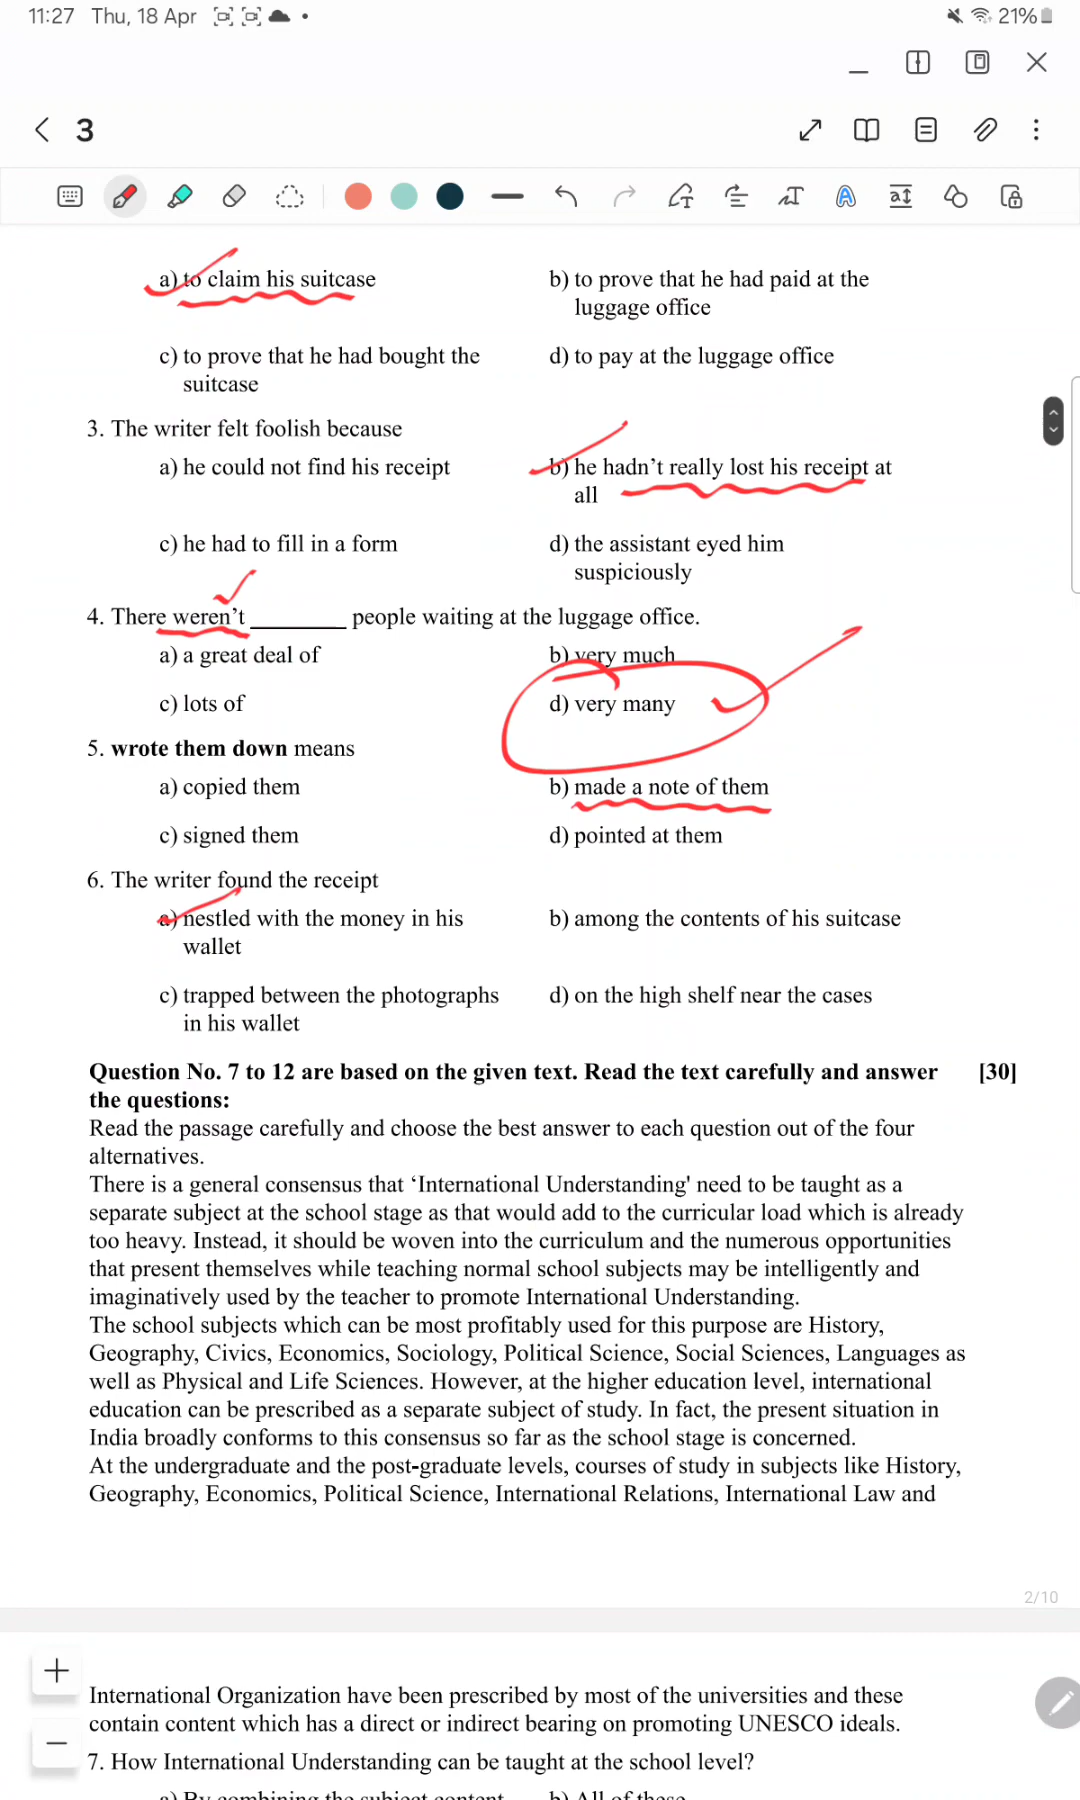 11:27 Thu, 18 Apr
21%
3
a) to claim his suitcase
b) to prove that he had paid at the
luggage office
c) to prove that he had bought the
suitcase
d) to pay at the luggage office
3. The writer felt foolish because
a) he could not find his receipt
b) he hadn’t really lost his receipt at
all
c) he had to fill in a form
d) the assistant eyed him
suspiciously
4. There weren’t ________ people waiting at the luggage office.
a) a great deal of
b) very much
c) lots of
d) very many
5. wrote them down means
a) copied them
b) made a note of them
c) signed them
d) pointed at them
6. The writer found the receipt
a) nestled with the money in his
wallet
b) among the contents of his suitcase
c) trapped between the photographs
in his wallet
d) on the high shelf near the cases
Question No. 7 to 12 are based on the given text. Read the text carefully and answer [30]
the questions:
Read the passage carefully and choose the best answer to each question out of the four
alternatives.
There is a general consensus that ‘International Understanding' need to be taught as a
separate subject at the school stage as that would add to the curricular load which is already
too heavy. Instead, it should be woven into the curriculum and the numerous opportunities
that present themselves while teaching normal school subjects may be intelligently and
imaginatively used by the teacher to promote International Understanding.
The school subjects which can be most profitably used for this purpose are History,
Geography, Civics, Economics, Sociology, Political Science, Social Sciences, Languages as
well as Physical and Life Sciences. However, at the higher education level, international
education can be prescribed as a separate subject of study. In fact, the present situation in
India broadly conforms to this consensus so far as the school stage is concerned.
At the undergraduate and the post-graduate levels, courses of study in subjects like History,
Geography, Economics, Political Science, International Relations, International Law and
2/10
International Organization have been prescribed by most of the universities and these
contain content which has a direct or indirect bearing on promoting UNESCO ideals.
7. How International Understanding can be taught at the school level?
a) By combining the subject content
b) All of these